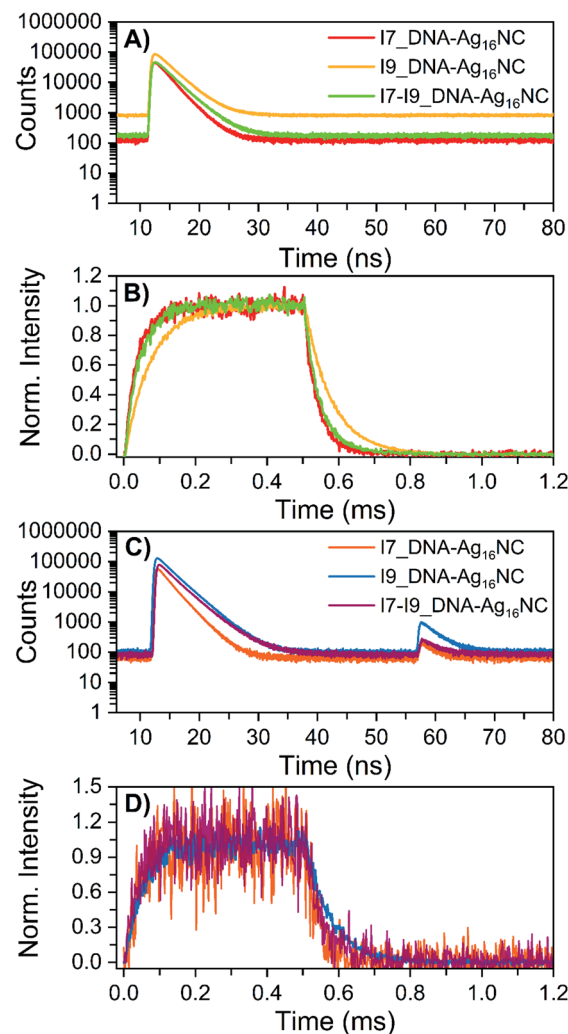 A)
I7_DNA-Ag₁₆NC
I9_DNA-Ag₁₆NC
I7-I9_DNA-Ag₁₆NC
Counts
1000000
100000
10000
1000
100
10
1
10 20 30 40 50 60 70 80
Time (ns)
B)
Norm. Intensity
1.2
1.0
0.8
0.6
0.4
0.2
0.0
0.0 0.2 0.4 0.6 0.8 1.0 1.2
Time (ms)
C)
I7_DNA-Ag₁₆NC
I9_DNA-Ag₁₆NC
I7-I9_DNA-Ag₁₆NC
Counts
1000000
100000
10000
1000
100
10
1
10 20 30 40 50 60 70 80
Time (ns)
D)
Norm. Intensity
1.5
1.2
0.9
0.6
0.3
0.0
0.0 0.2 0.4 0.6 0.8 1.0 1.2
Time (ms)